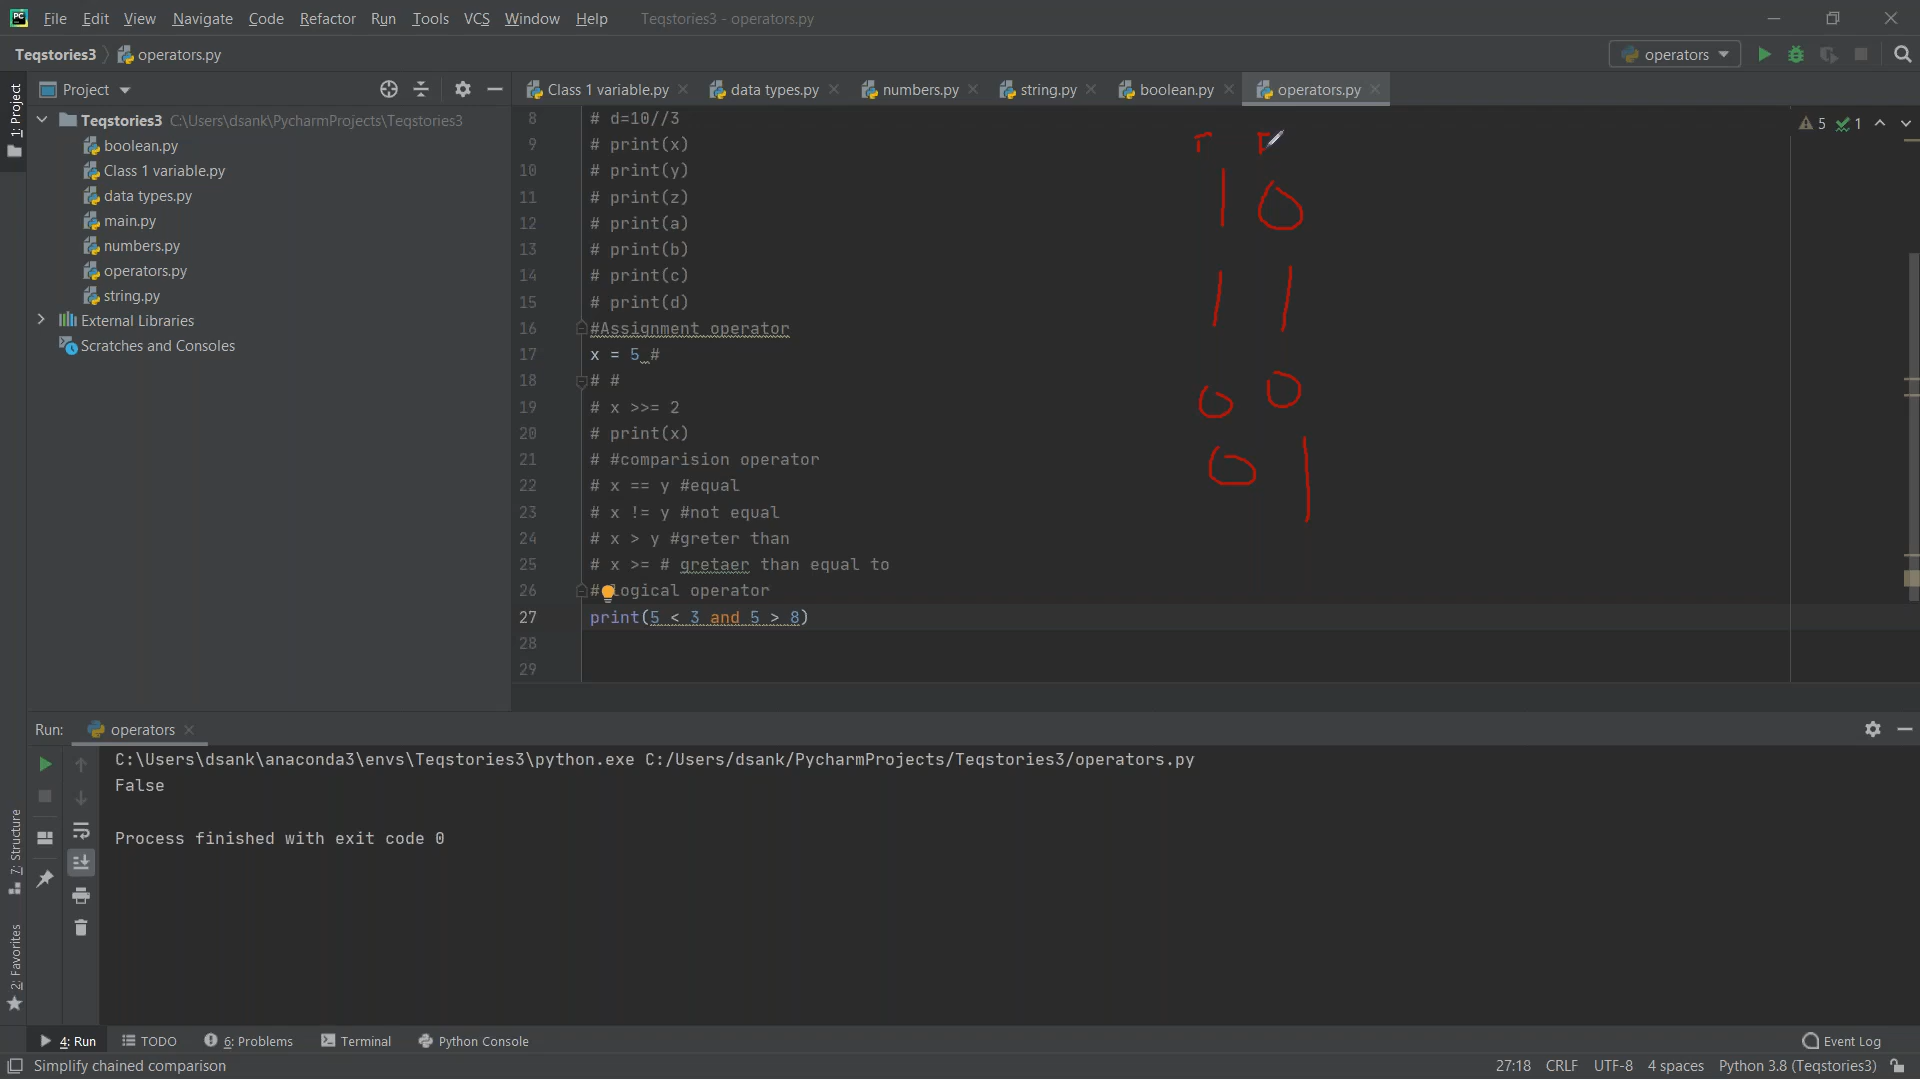 File Edit View Navigate Code Refactor Run Tools VCS Window Help Teqstories3 - operators.py
Teqstories3 operators.py operators
1: Project
Project
Class 1 variable.py data types.py numbers.py string.py boolean.py operators.py
Teqstories3 C:\Users\dsank\PycharmProjects\Teqstories3
boolean.py
Class 1 variable.py
data types.py
main.py
numbers.py
operators.py
string.py
External Libraries
Scratches and Consoles
8 # d=10//3
9 # print(x)
10 # print(y)
11 # print(z)
12 # print(a)
13 # print(b)
14 # print(c)
15 # print(d)
16 #Assignment operator
17 x = 5 #
18 # #
19 # x >>= 2
20 # print(x)
21 # #comparision operator
22 # x == y #equal
23 # x != y #not equal
24 # x > y #greter than
25 # x >= # gretaer than equal to
26 #logical operator
27 print(5 < 3 and 5 > 8)
28
29
5 1
T
1 0
1 1
0 0
0 1
Run: operators
C:\Users\dsank\anaconda3\envs\Teqstories3\python.exe C:/Users/dsank/PycharmProjects/Teqstories3/operators.py
False
Process finished with exit code 0
7: Structure
2: Favorites
4: Run TODO 6: Problems Terminal Python Console Event Log
Simplify chained comparison 27:18 CRLF UTF-8 4 spaces Python 3.8 (Teqstories3)